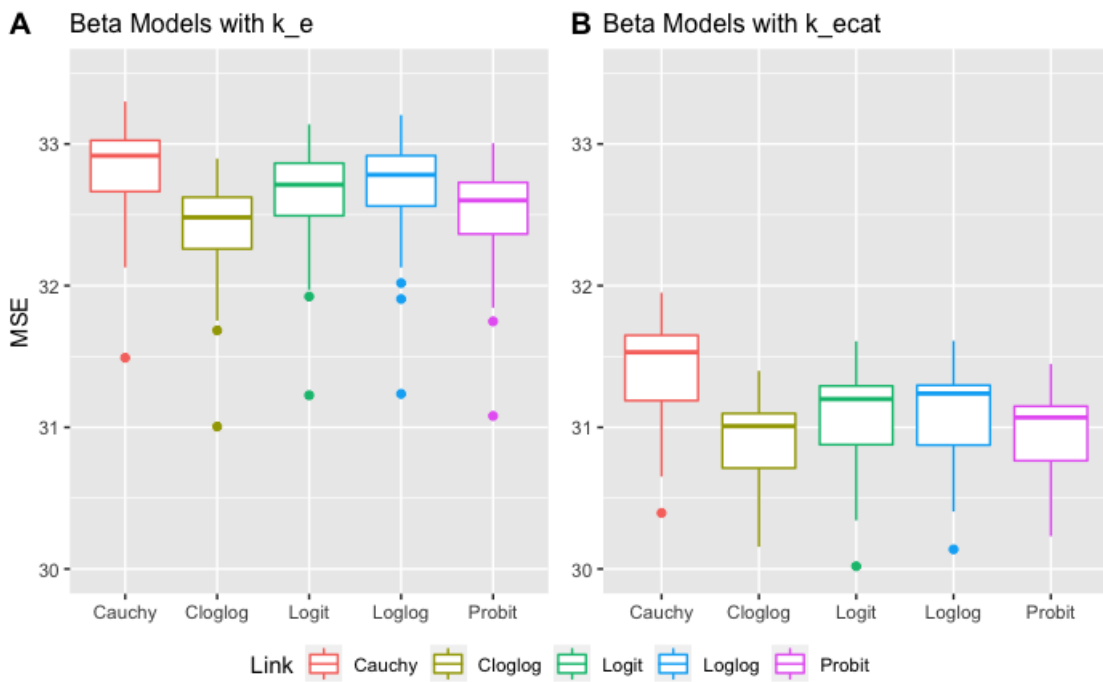 A Beta Models with k_e
B Beta Models with k_ecat
MSE
33
32
31
30
33
32
31
30
Cauchy Cloglog Logit Loglog Probit
Cauchy Cloglog Logit Loglog Probit
Link Cauchy Cloglog Logit Loglog Probit